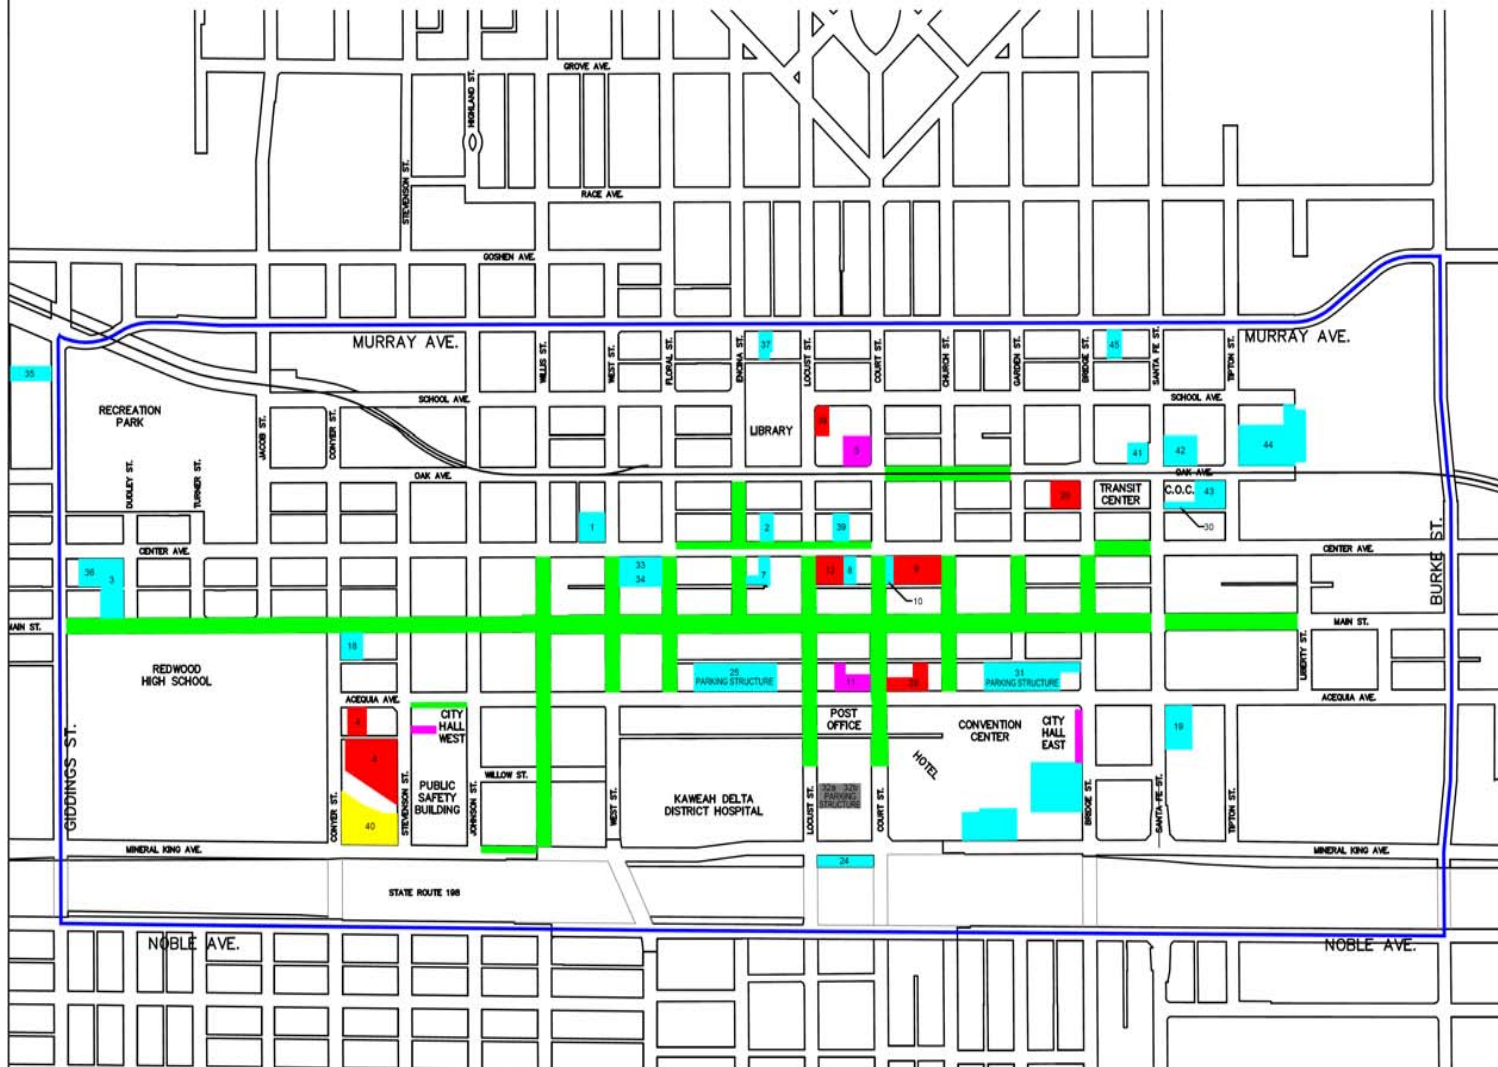 GROVE AVE.
HIGHLAND ST.
STEVENSON ST.
RACE AVE.
GOSHEN AVE.
MURRAY AVE.
MURRAY AVE.
WILLIS ST.
WEST ST.
FLORAL ST.
ENCINA ST.
37
LOCUST ST.
COURT ST.
CHURCH ST.
GARDEN ST.
BRIDGE ST.
45
SANTA FE ST.
TIPTON ST.
35
SCHOOL AVE.
SCHOOL AVE.
RECREATION
PARK
JACOB ST.
CONYER ST.
LIBRARY
5
41
42
44
DUDLEY ST.
TURNER ST.
OAK AVE.
OAK AVE.
TRANSIT
CENTER
C.O.C.
43
30
1
2
39
CENTER AVE.
CENTER AVE.
BURKE ST.
36
3
33
34
7
12
8
9
10
MAIN ST.
MAIN ST.
18
REDWOOD
HIGH SCHOOL
25
PARKING STRUCTURE
11
31
PARKING STRUCTURE
LIBERTY ST.
ACEQUIA AVE.
ACEQUIA AVE.
4
CITY
HALL
WEST
POST
OFFICE
CONVENTION
CENTER
CITY
HALL
EAST
19
GIDDINGS ST.
HOTEL
WILLOW ST.
PUBLIC
SAFETY
BUILDING
KAWEAH DELTA
DISTRICT HOSPITAL
32a 32b
PARKING
STRUCTURE
CONYER ST.
40
STEVENSON ST.
JOHNSON ST.
WEST ST.
LOCUST ST.
COURT ST.
BRIDGE ST.
SANTA FE ST.
TIPTON ST.
MINERAL KING AVE.
MINERAL KING AVE.
24
STATE ROUTE 198
NOBLE AVE.
NOBLE AVE.